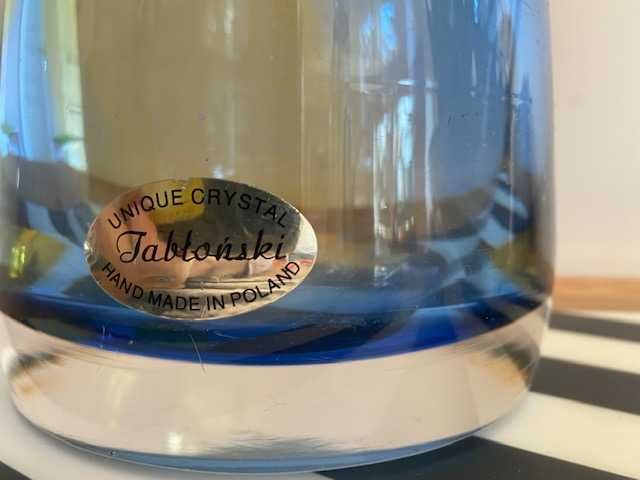 UNIQUE CRYSTAL
Jabłoński
HAND MADE IN POLAND